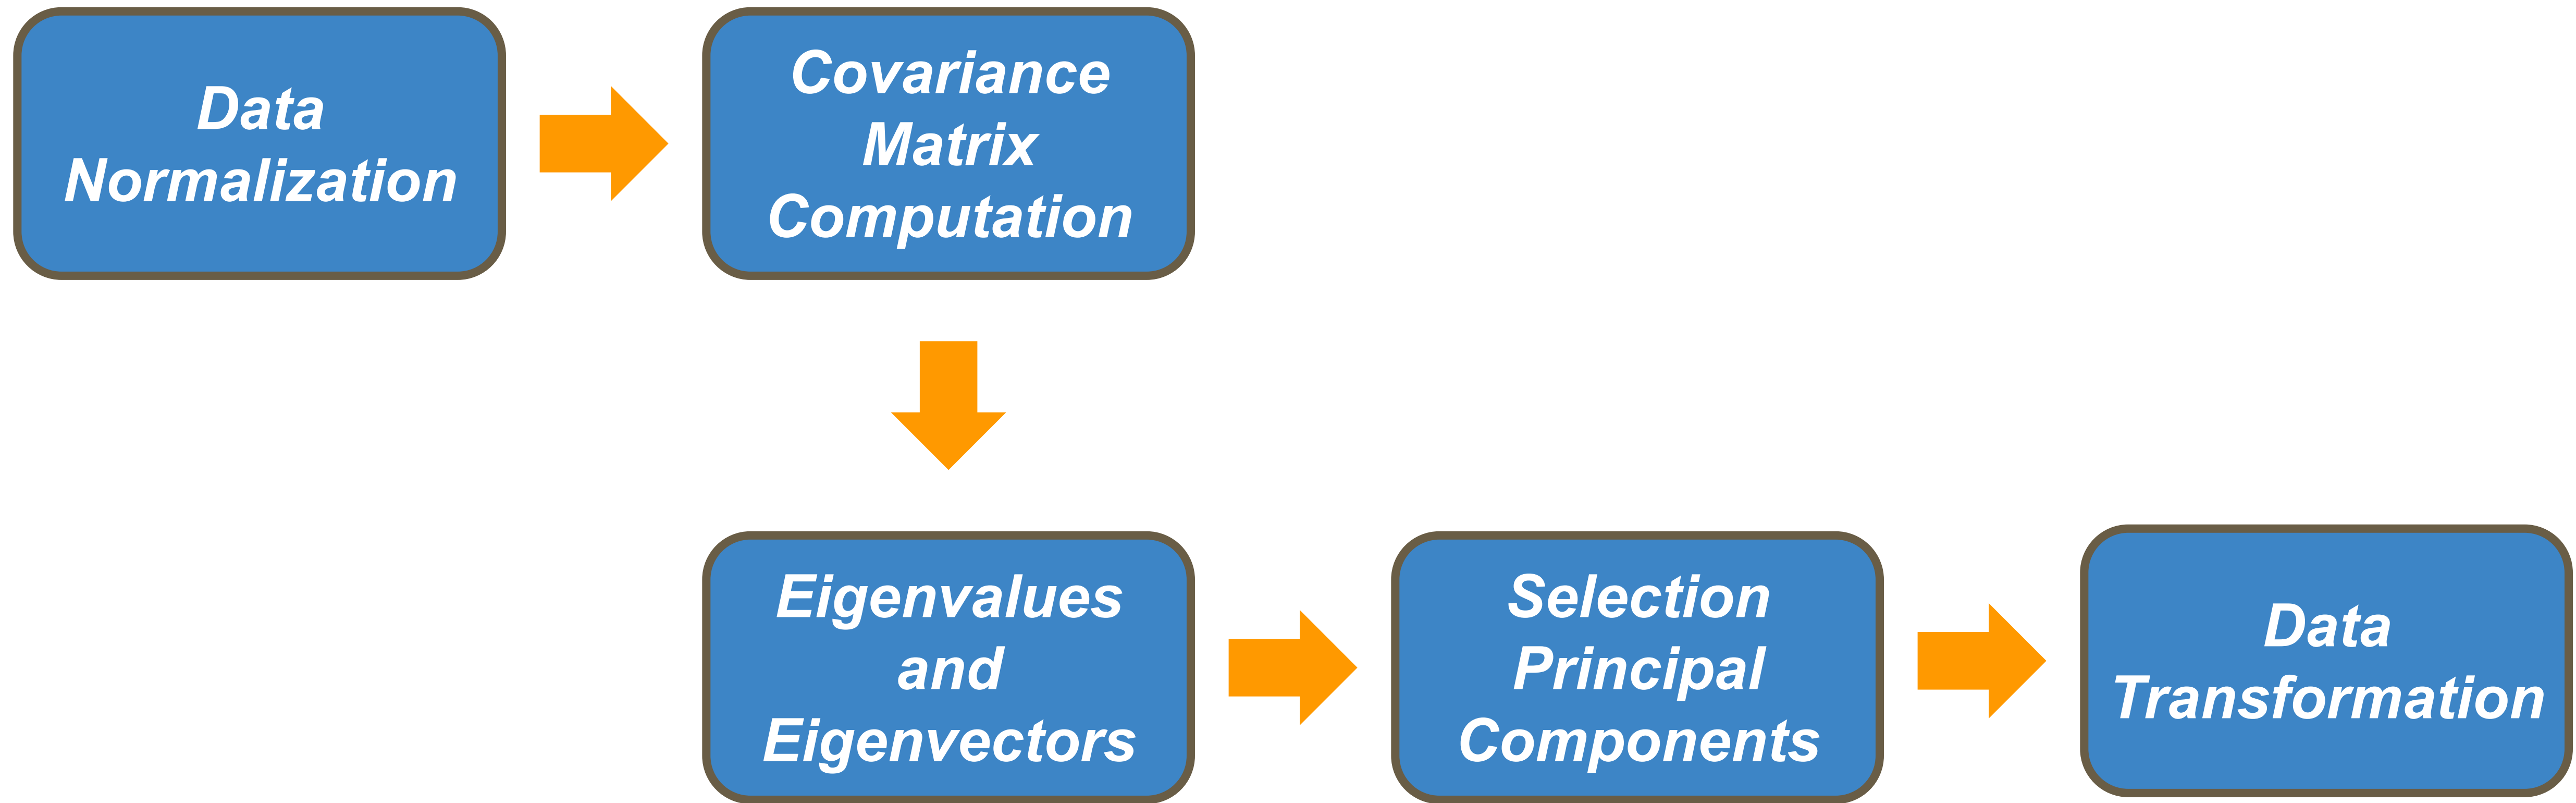 Data
Normalization
Covariance
Matrix
Computation
Eigenvalues
and
Eigenvectors
Selection
Principal
Components
Data
Transformation